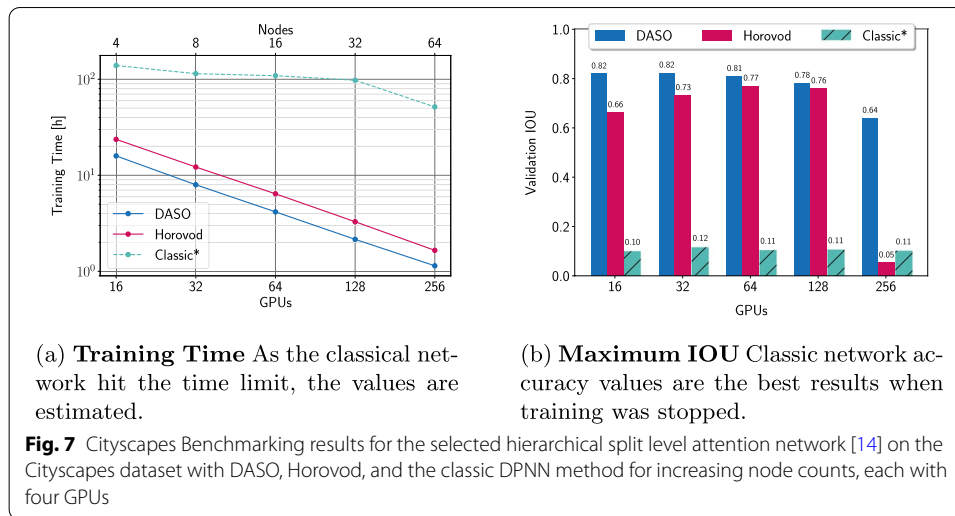 Nodes
4 8 16 32 64
10²
10¹
10⁰
Training Time [h]
DASO
Horovod
Classic*
16 32 64 128 256
GPUs
(a) Training Time As the classical net-
work hit the time limit, the values are
estimated.
DASO Horovod Classic*
1.0
0.8
0.6
0.4
0.2
0.0
Validation IOU
0.82 0.66 0.10
0.82 0.73 0.12
0.81 0.77 0.11
0.78 0.76 0.11
0.64 0.05 0.11
16 32 64 128 256
GPUs
(b) Maximum IOU Classic network ac-
curacy values are the best results when
training was stopped.
Fig. 7 Cityscapes Benchmarking results for the selected hierarchical split level attention network [14] on the
Cityscapes dataset with DASO, Horovod, and the classic DPNN method for increasing node counts, each with
four GPUs